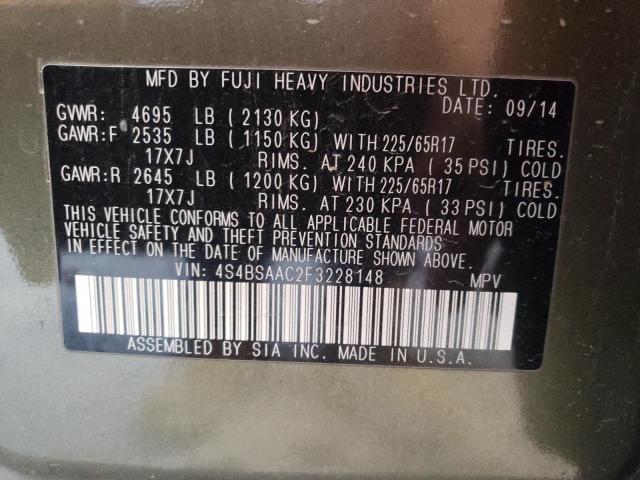 MFD BY FUJI HEAVY INDUSTRIES LTD.
DATE: 09/14
GVWR: 4695 LB ( 2130 KG)
GAWR:F 2535 LB ( 1150 KG) WITH 225/65R17 TIRES.
17X7J RIMS. AT 240 KPA ( 35 PSI) COLD
GAWR:R 2645 LB ( 1200 KG) WITH 225/65R17 TIRES.
17X7J RIMS. AT 230 KPA ( 33 PSI) COLD
THIS VEHICLE CONFORMS TO ALL APPLICABLE FEDERAL MOTOR
VEHICLE SAFETY AND THEFT PREVENTION STANDARDS
IN EFFECT ON THE DATE OF MANUFACTURE SHOWN ABOVE.
VIN: 4S4BSAAC2F3228148 MPV
ASSEMBLED BY SIA INC. MADE IN U.S.A.